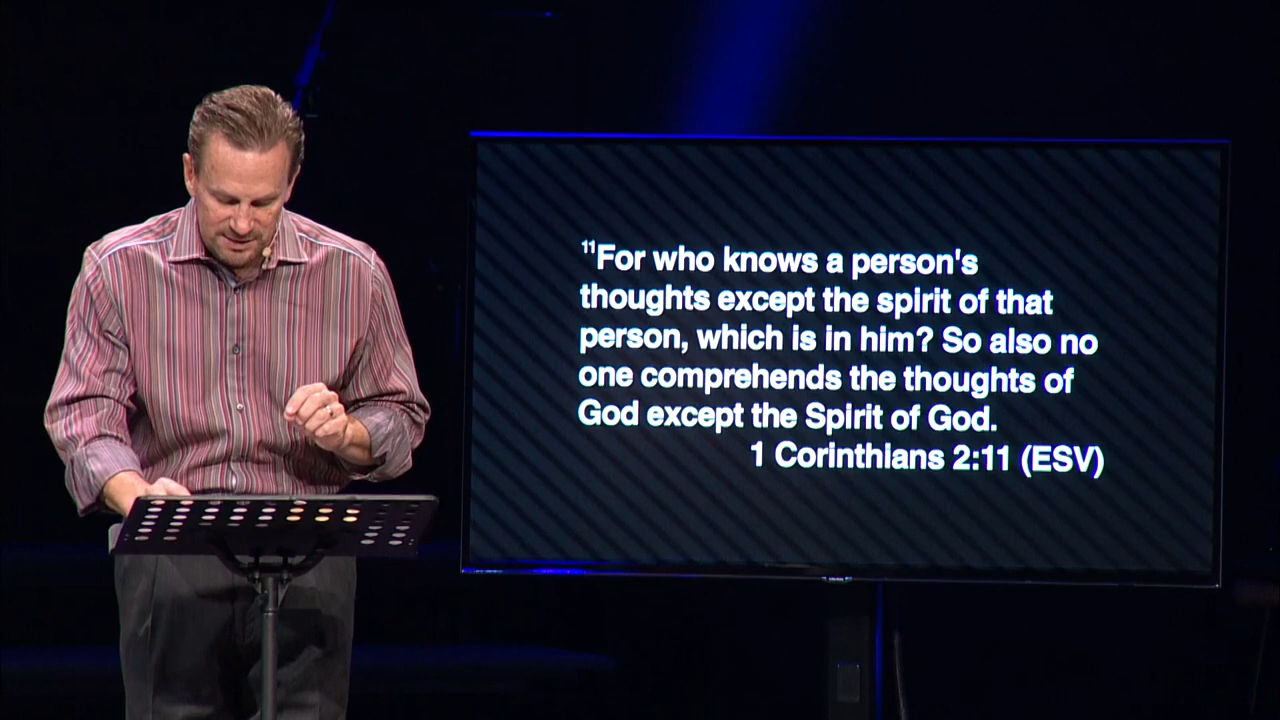 ¹¹For who knows a person's
thoughts except the spirit of that
person, which is in him? So also no
one comprehends the thoughts of
God except the Spirit of God.
1 Corinthians 2:11 (ESV)